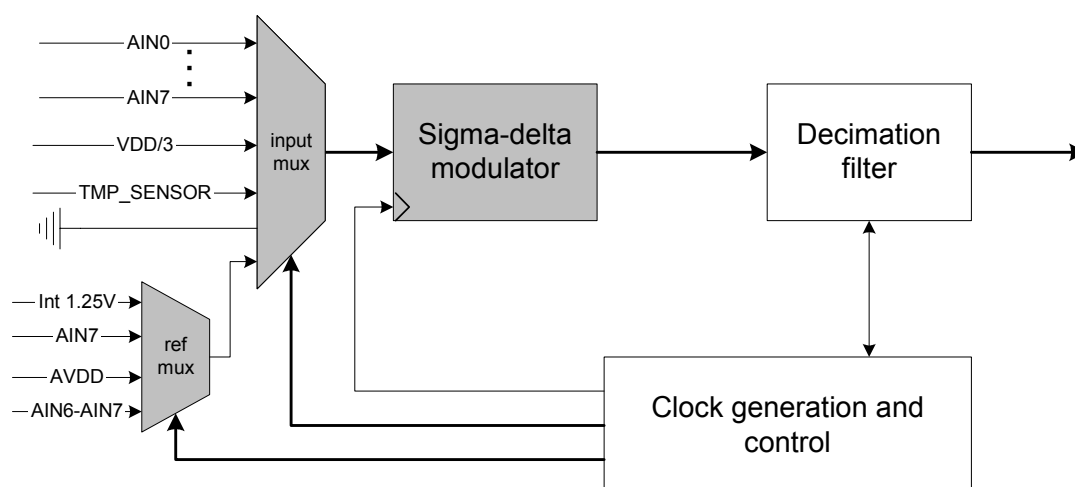 AIN0
AIN7
VDD/3
TMP_SENSOR
input
mux
Sigma-delta
modulator
Decimation
filter
Int 1.25V
AIN7
AVDD
AIN6-AIN7
ref
mux
Clock generation and
control